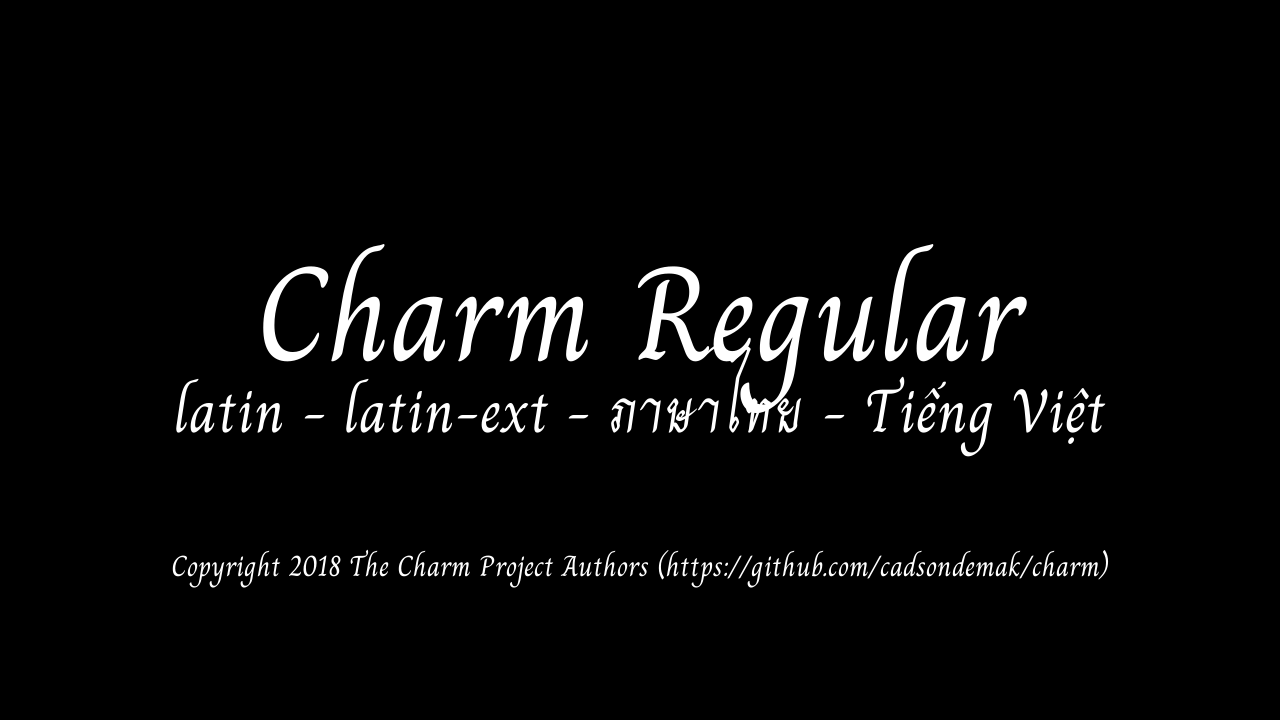 Charm Regular
latin - latin-ext - ภาษาไทย - Tiếng Việt
Copyright 2018 The Charm Project Authors (https://github.com/cadsondemak/charm)